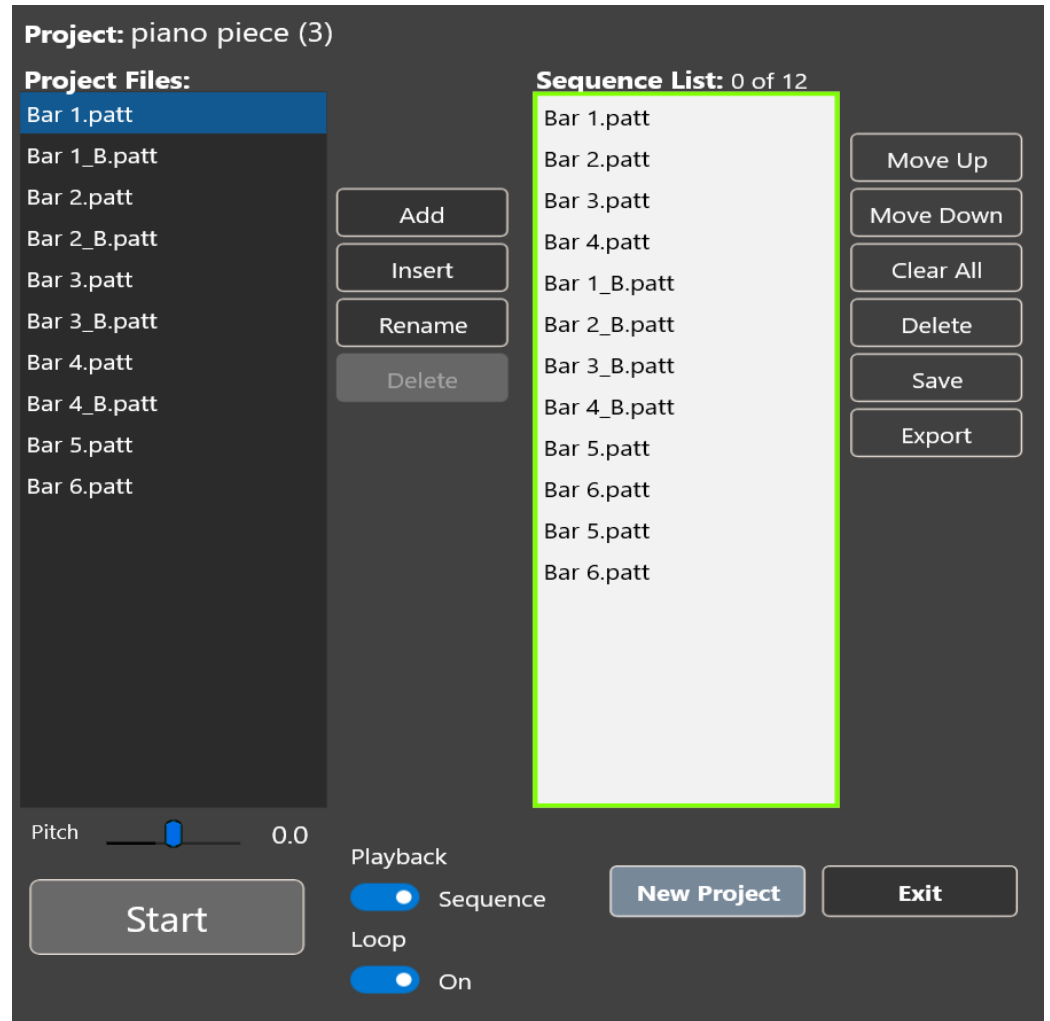 Project: piano piece (3)
Project Files:
Bar 1.patt
Bar 1_B.patt
Bar 2.patt
Bar 2_B.patt
Bar 3.patt
Bar 3_B.patt
Bar 4.patt
Bar 4_B.patt
Bar 5.patt
Bar 6.patt
Add
Insert
Rename
Delete
Sequence List: 0 of 12
Bar 1.patt
Bar 2.patt
Bar 3.patt
Bar 4.patt
Bar 1_B.patt
Bar 2_B.patt
Bar 3_B.patt
Bar 4_B.patt
Bar 5.patt
Bar 6.patt
Bar 5.patt
Bar 6.patt
Move Up
Move Down
Clear All
Delete
Save
Export
Pitch 0.0
Start
Playback
Sequence
Loop
On
New Project
Exit